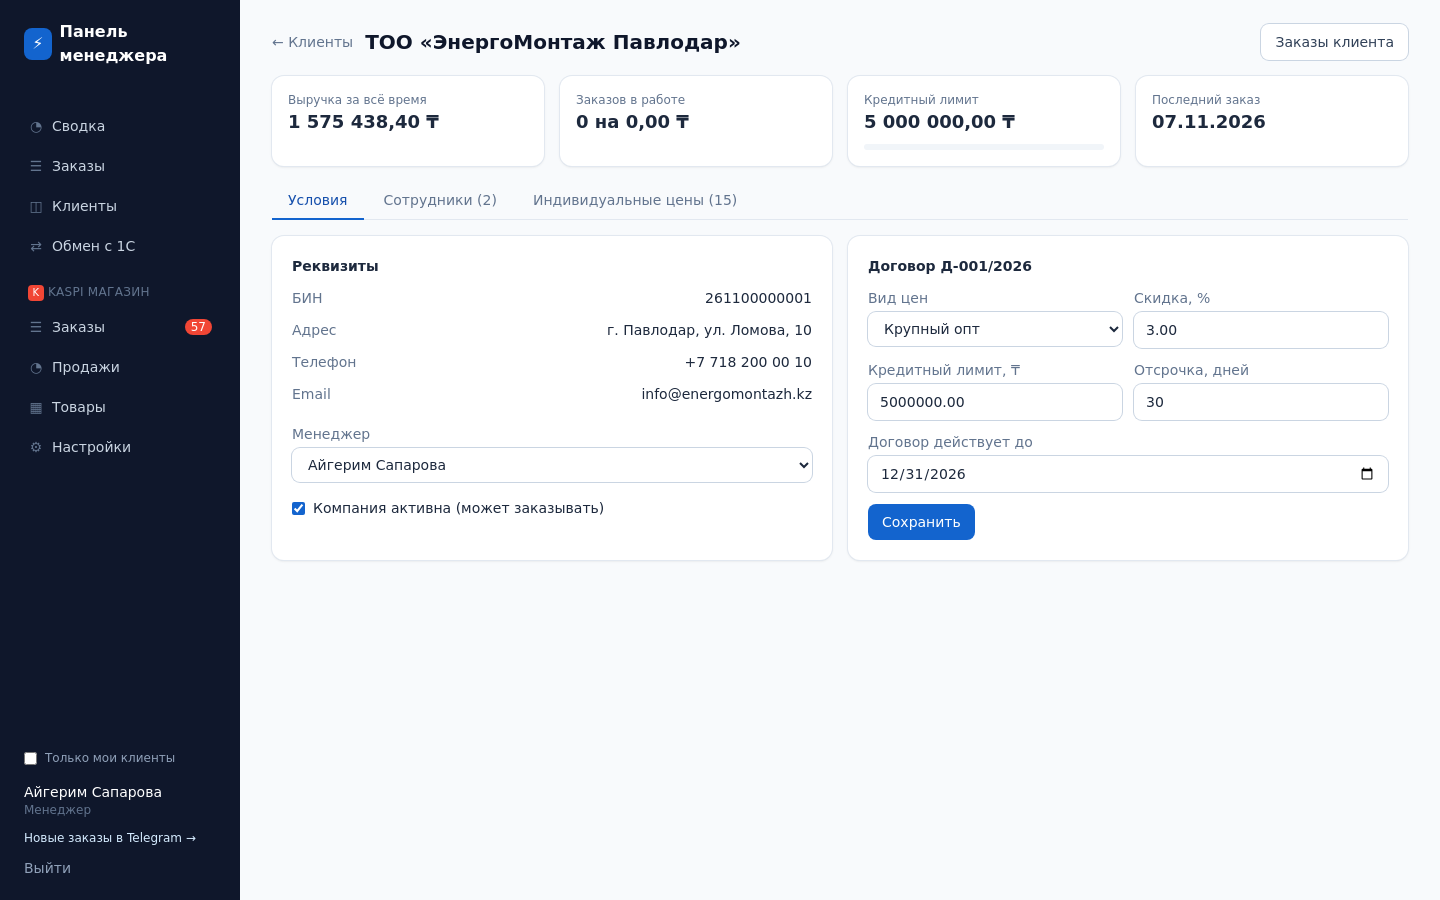 ⚡ Панель
менеджера
Сводка
Заказы
Клиенты
Обмен с 1С
K KASPI МАГАЗИН
Заказы 57
Продажи
Товары
Настройки
Только мои клиенты
Айгерим Сапарова
Менеджер
Новые заказы в Telegram →
Выйти
← Клиенты ТОО «ЭнергоМонтаж Павлодар»
Заказы клиента
Выручка за всё время
1 575 438,40 ₸
Заказов в работе
0 на 0,00 ₸
Кредитный лимит
5 000 000,00 ₸
Последний заказ
07.11.2026
Условия Сотрудники (2) Индивидуальные цены (15)
Реквизиты
БИН 261100000001
Адрес г. Павлодар, ул. Ломова, 10
Телефон +7 718 200 00 10
Email info@energomontazh.kz
Менеджер
Айгерим Сапарова
Компания активна (может заказывать)
Договор Д-001/2026
Вид цен Скидка, %
Крупный опт 3.00
Кредитный лимит, ₸ Отсрочка, дней
5000000.00 30
Договор действует до
12/31/2026
Сохранить